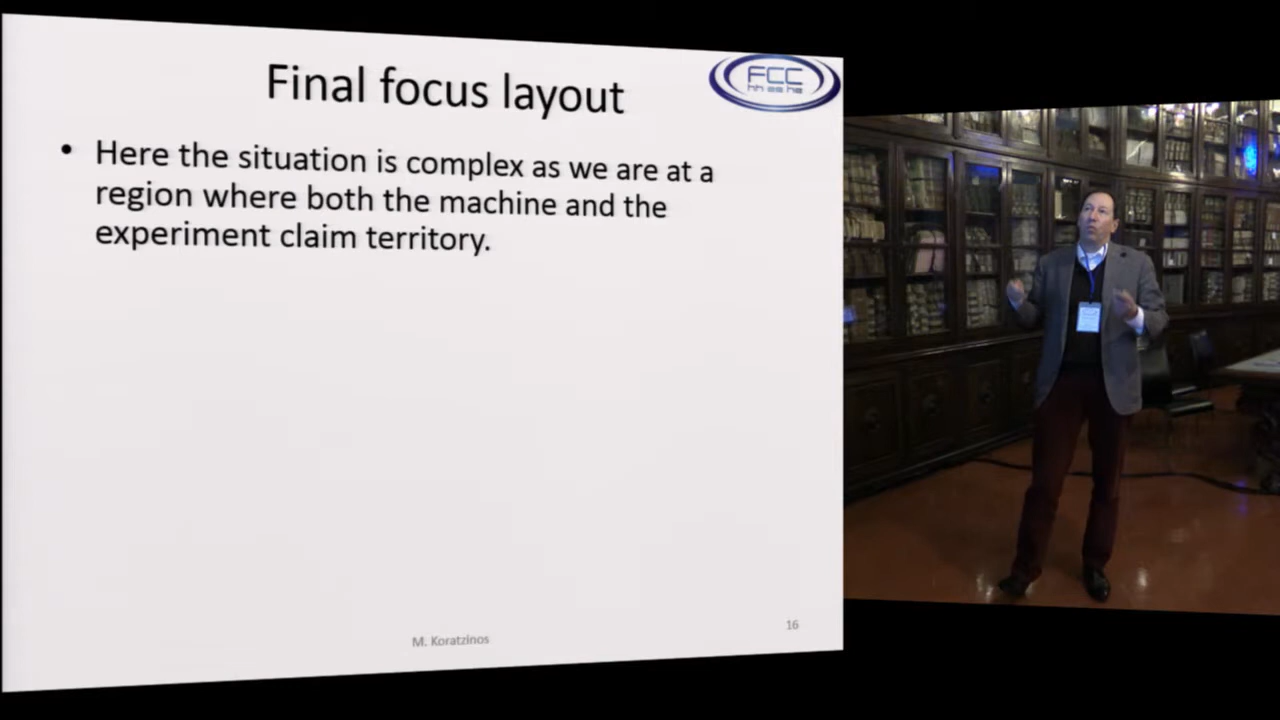 Final focus layout
FCC
hh ee he
• Here the situation is complex as we are at a
region where both the machine and the
experiment claim territory.
M. Koratzinos
16